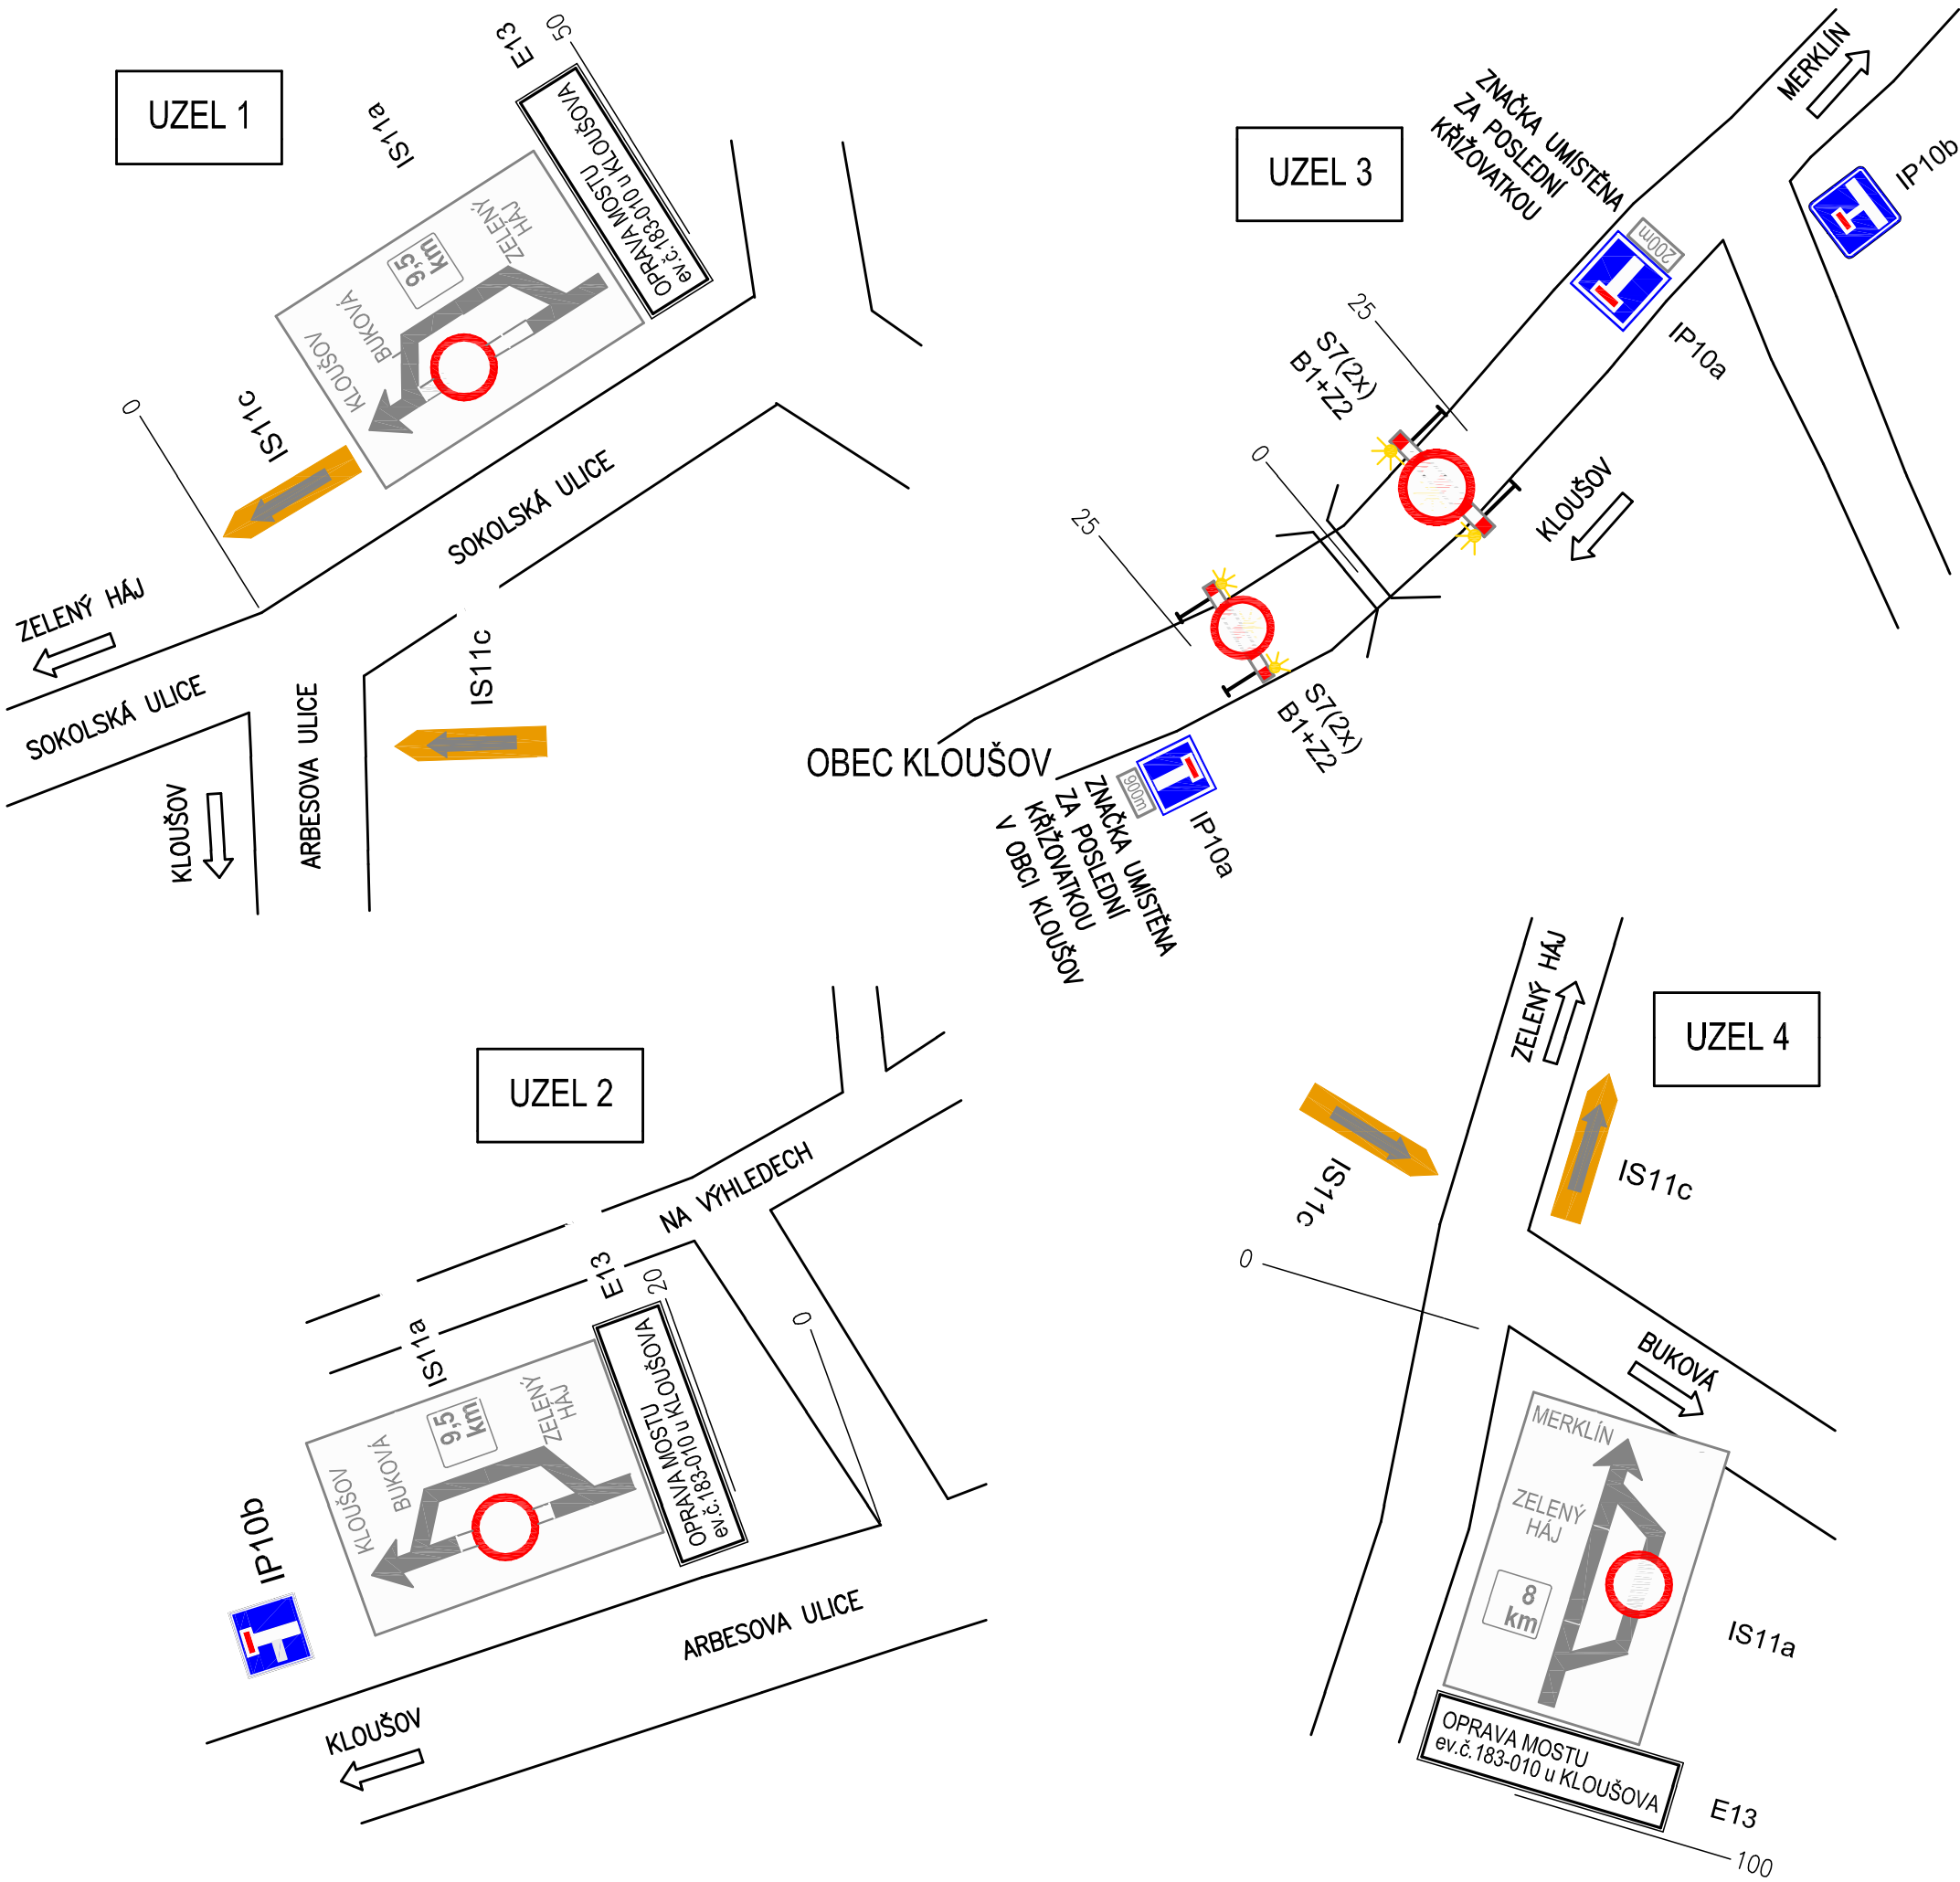 UZEL 1
IS11a
E13
50
OPRAVA MOSTU
ev.č.183-010 u KLOUŠOVA
ZELENÝ
HÁJ
9,5
km
BUKOVÁ
KLOUŠOV
0
IS11c
SOKOLSKÁ ULICE
ZELENÝ HÁJ
SOKOLSKÁ ULICE
IS11c
ARBESOVA ULICE
KLOUŠOV
UZEL 3
MERKLÍN
ZNAČKA UMÍSTĚNA
ZA POSLEDNÍ
KŘIŽOVATKOU
IP10b
200m
IP10a
25
S7(2x)
B1+Z2
0
KLOUŠOV
25
S7(2x)
B1+Z2
OBEC KLOUŠOV
900m
IP10a
ZNAČKA UMÍSTĚNA
ZA POSLEDNÍ
KŘIŽOVATKOU
V OBCI KLOUŠOV
UZEL 2
NA VÝHLEDECH
E13
20
0
IS11a
OPRAVA MOSTU
ev.č.183-010 u KLOUŠOVA
ZELENÝ
HÁJ
9,5
km
BUKOVÁ
KLOUŠOV
IP10b
ARBESOVA ULICE
KLOUŠOV
UZEL 4
ZELENÝ HÁJ
IS11c
IS11c
0
BUKOVÁ
MERKLÍN
ZELENÝ
HÁJ
8
km
IS11a
OPRAVA MOSTU
ev.č.183-010 u KLOUŠOVA
E13
100